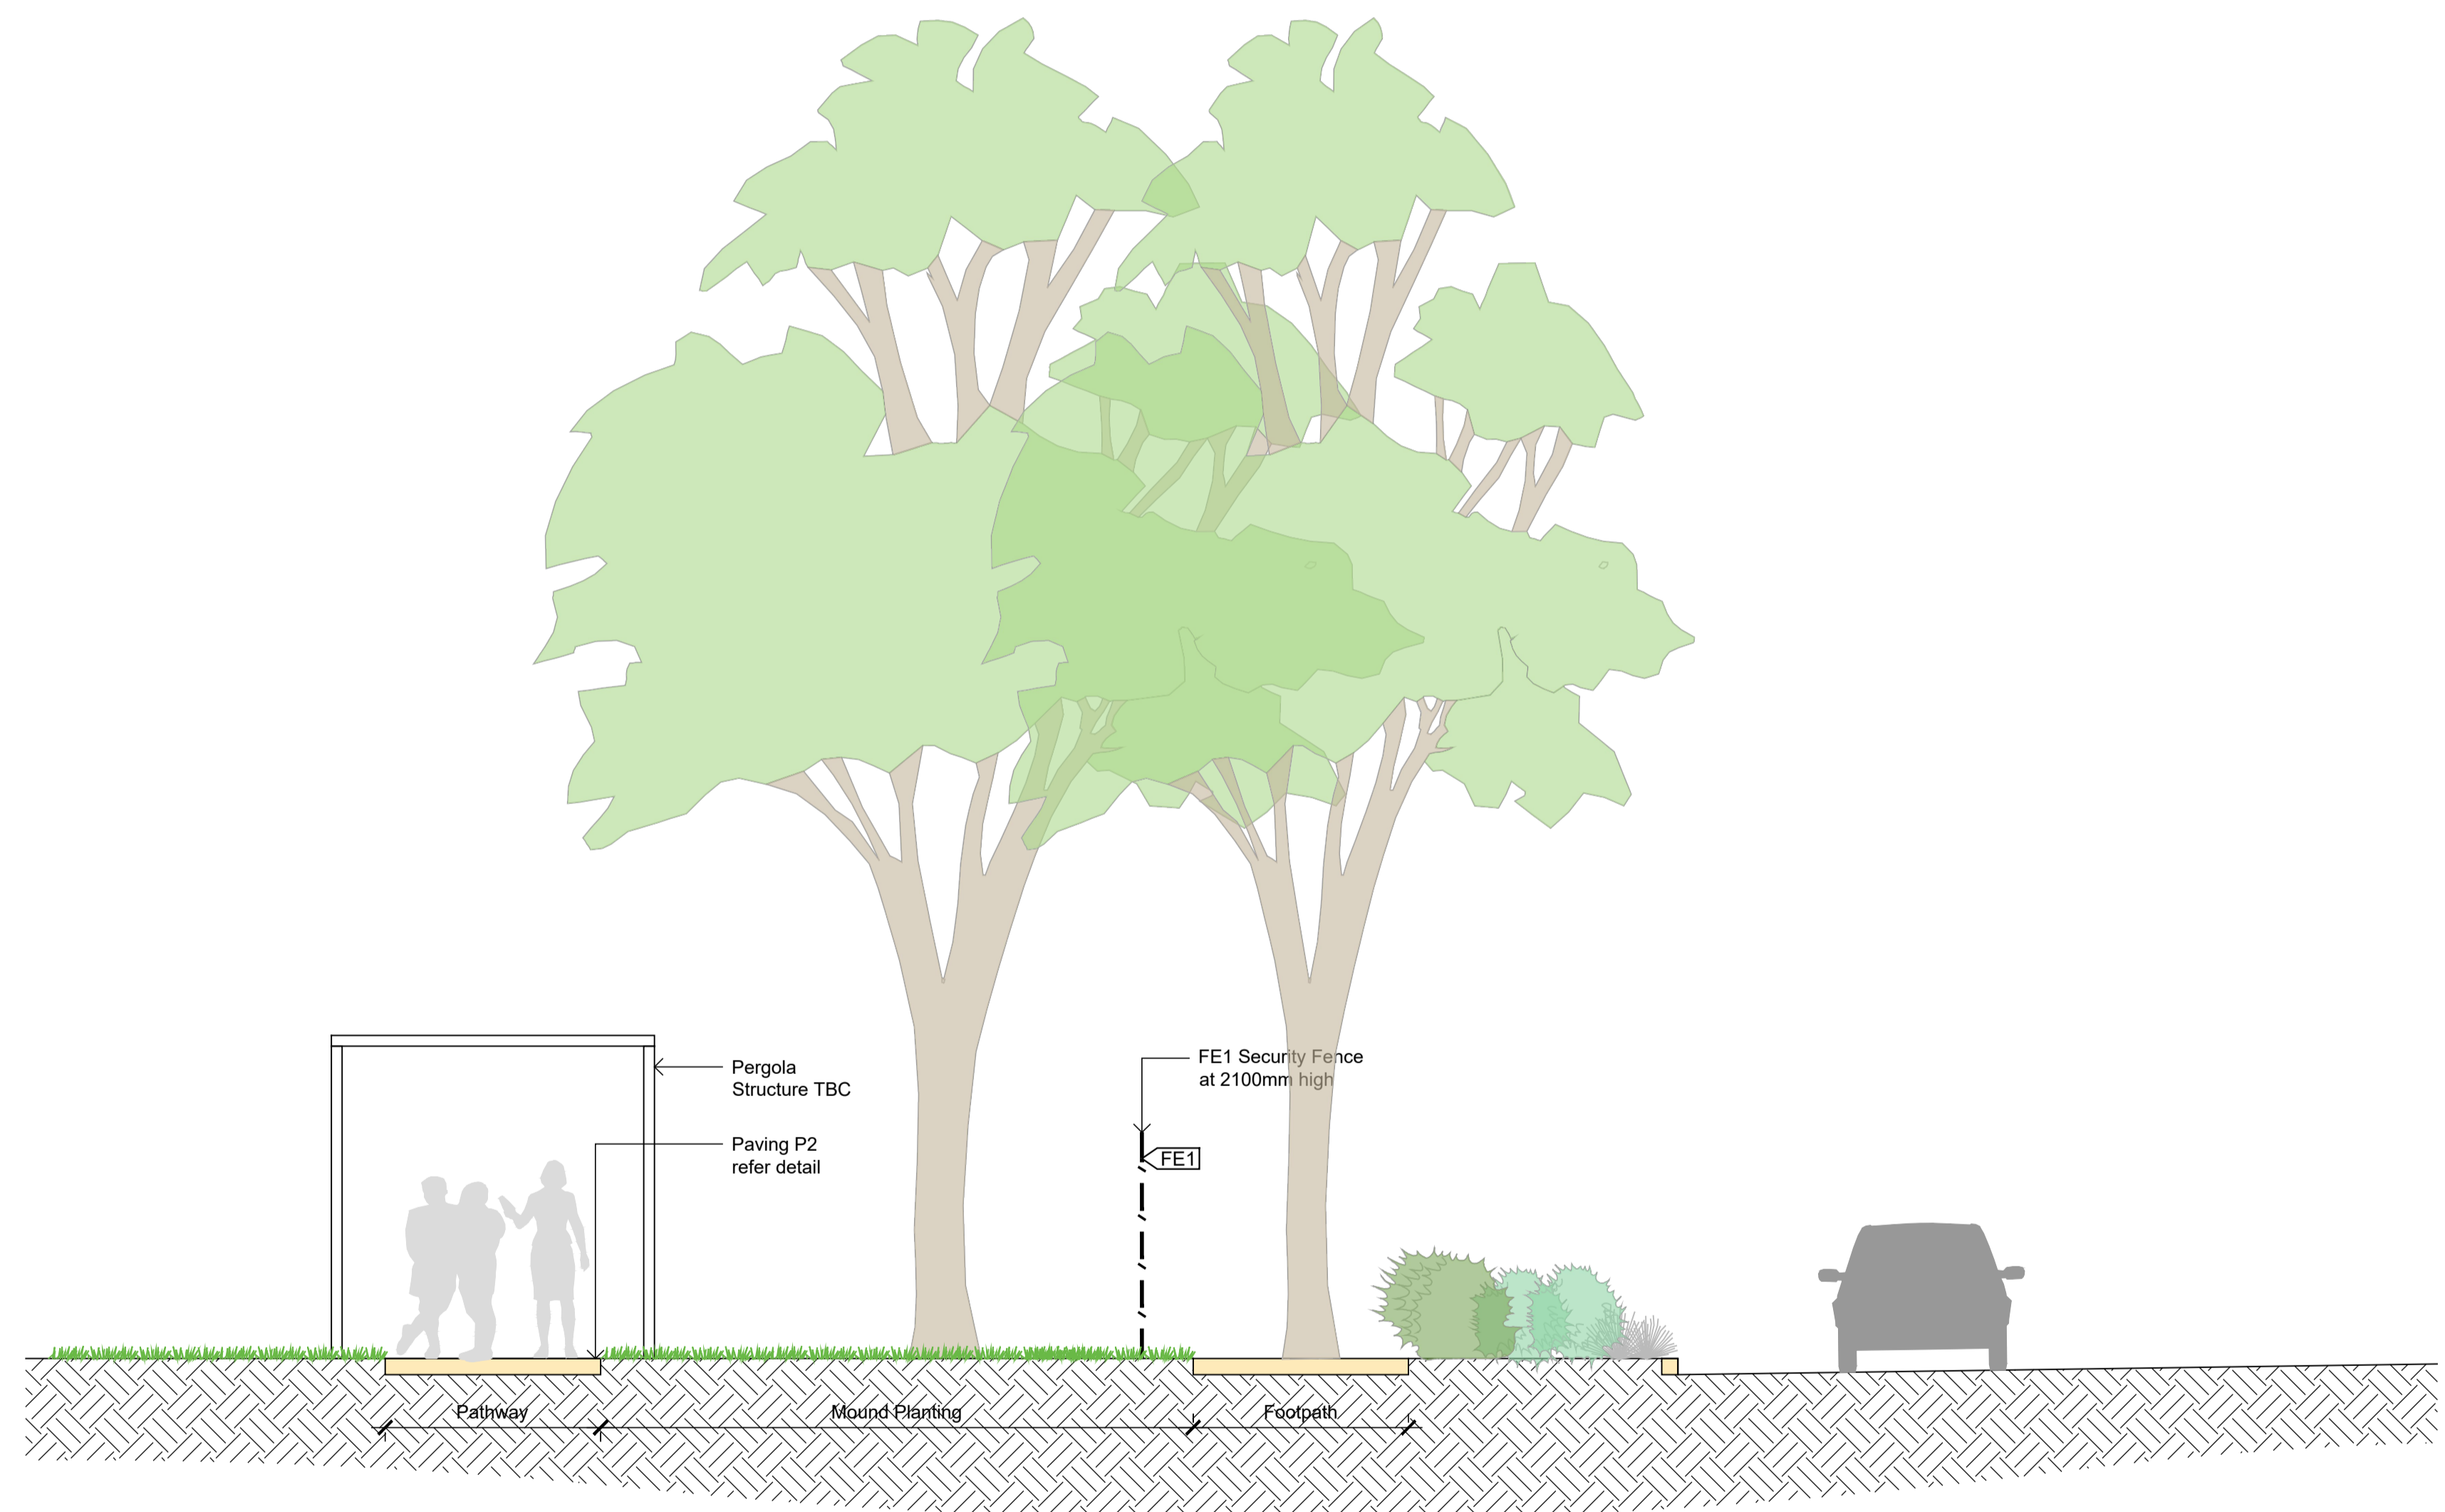 FE1 Security Fence
at 2100mm high
Pergola
Structure TBC
Paving P2
refer detail
FE1
Pathway
Mound Planting
Footpath